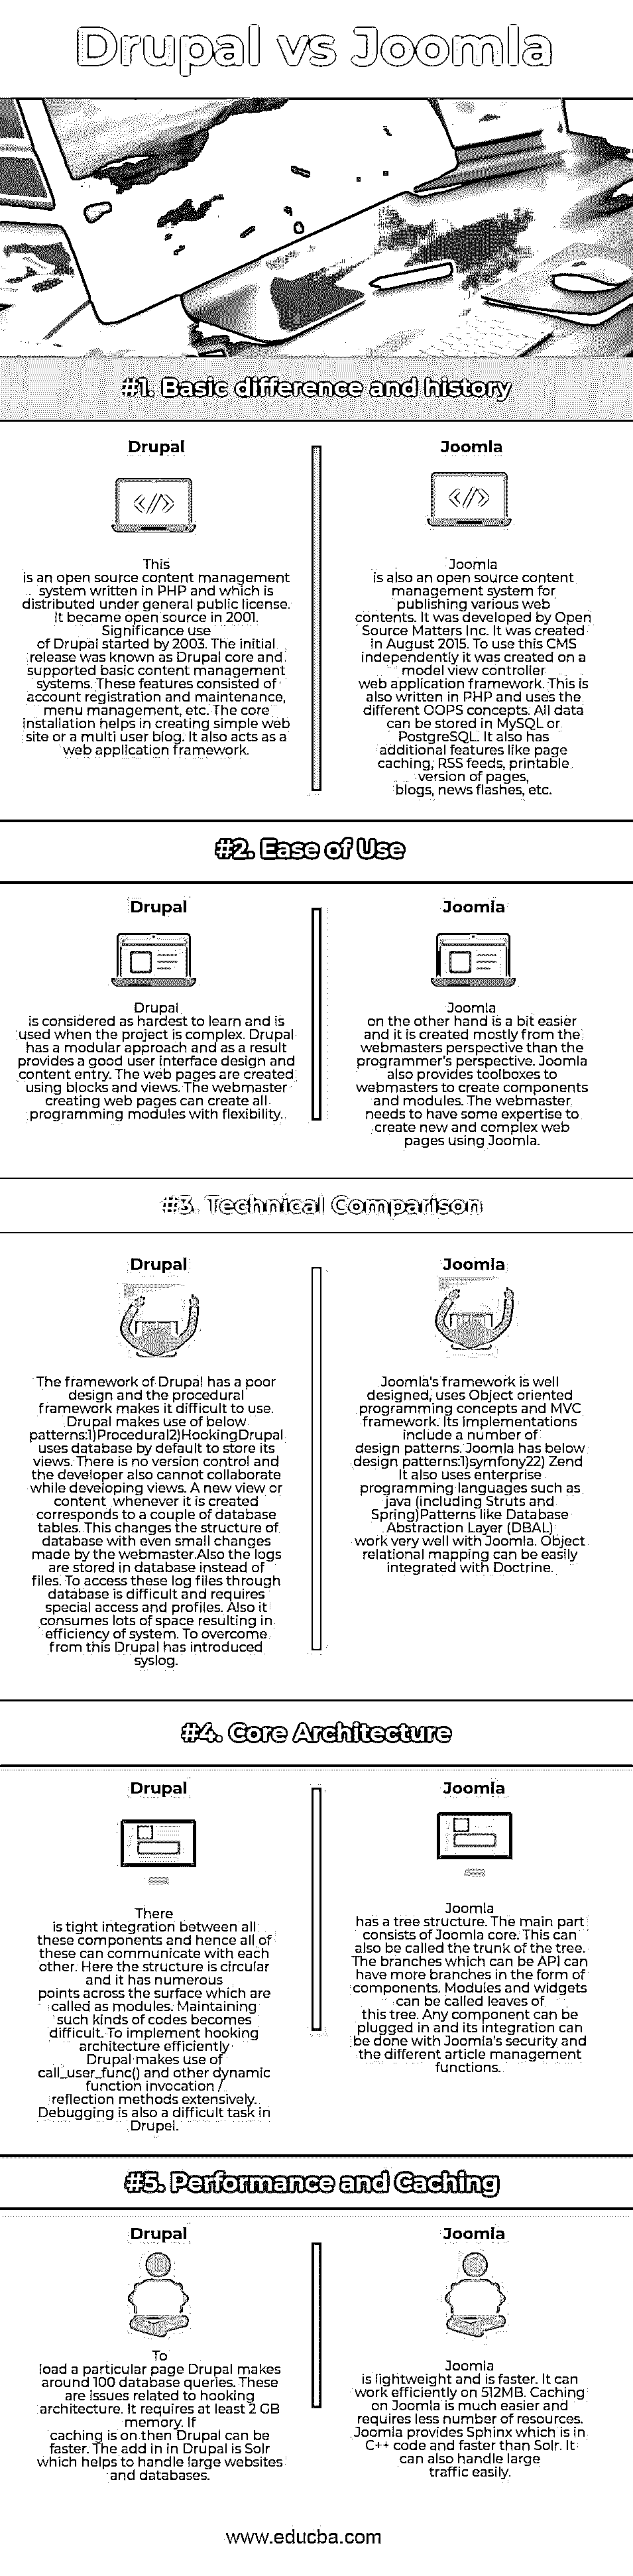 Drupal vs Joomla
#1. Basic difference and history
Drupal
This
is an open source content management
system written in PHP and which is
distributed under general public license.
It became open source in 2001.
Significance use
of Drupal started by 2003. The initial
release was known as Drupal core and
supported basic content management
systems. These features consisted of
account registration and maintenance,
menu management, etc. The core
installation helps in creating simple web
site or a multi user blog. It also acts as a
web application framework.
Joomla
Joomla
is also an open source content
management system for
publishing various web
contents. It was developed by Open
Source Matters Inc. It was created
in August 2015. To use this CMS
independently it was created on a
model view controller
web application framework. This is
also written in PHP and uses the
different OOPS concepts. All data
can be stored in MySQL or
PostgreSQL. It also has
additional features like page
caching, RSS feeds, printable
version of pages,
blogs, news flashes, etc.
#2. Ease of Use
Drupal
Drupal
is considered as hardest to learn and is
used when the project is complex. Drupal
has a modular approach and as a result
provides a good user interface design and
content entry. The web pages are created
using blocks and views. The webmaster
creating web pages can create all
programming modules with flexibility.
Joomla
Joomla
on the other hand is a bit easier
and it is created mostly from the
webmasters perspective than the
programmer's perspective. Joomla
also provides toolboxes to
webmasters to create components
and modules. The webmaster
needs to have some expertise to
create new and complex web
pages using Joomla.
#3. Technical Comparison
Drupal
The framework of Drupal has a poor
design and the procedural
framework makes it difficult to use.
Drupal makes use of below
patterns:1)Procedural2)HookingDrupal
uses database by default to store its
views. There is no version control and
the developer also cannot collaborate
while developing views. A new view or
content whenever it is created
corresponds to a couple of database
tables. This changes the structure of
database with even small changes
made by the webmaster.Also the logs
are stored in database instead of
files. To access these log files through
database is difficult and requires
special access and profiles. Also it
consumes lots of space resulting in
efficiency of system. To overcome
from this Drupal has introduced
syslog.
Joomla
Joomla's framework is well
designed, uses Object oriented
programming concepts and MVC
framework. Its implementations
include a number of
design patterns. Joomla has below
design patterns:1)symfony22) Zend
It also uses enterprise
programming languages such as
java (including Struts and
Spring)Patterns like Database
Abstraction Layer (DBAL)
work very well with Joomla. Object
relational mapping can be easily
integrated with Doctrine.
#4. Core Architecture
Drupal
There
is tight integration between all
these components and hence all of
these can communicate with each
other. Here the structure is circular
and it has numerous
points across the surface which are
called as modules. Maintaining
such kinds of codes becomes
difficult. To implement hooking
architecture efficiently
Drupal makes use of
call_user_func() and other dynamic
function invocation /
reflection methods extensively.
Debugging is also a difficult task in
Drupel.
Joomla
Joomla
has a tree structure. The main part
consists of Joomla core. This can
also be called the trunk of the tree.
The branches which can be API can
have more branches in the form of
components. Modules and widgets
can be called leaves of
this tree. Any component can be
plugged in and its integration can
be done with Joomla's security and
the different article management
functions.
#5. Performance and Caching
Drupal
To
load a particular page Drupal makes
around 100 database queries. These
are issues related to hooking
architecture. It requires at least 2 GB
memory. If
caching is on then Drupal can be
faster. The add in in Drupal is Solr
which helps to handle large websites
and databases.
Joomla
Joomla
is lightweight and is faster. It can
work efficiently on 512MB. Caching
on Joomla is much easier and
requires less number of resources.
Joomla provides Sphinx which is in
C++ code and faster than Solr. It
can also handle large
traffic easily.
www.educba.com